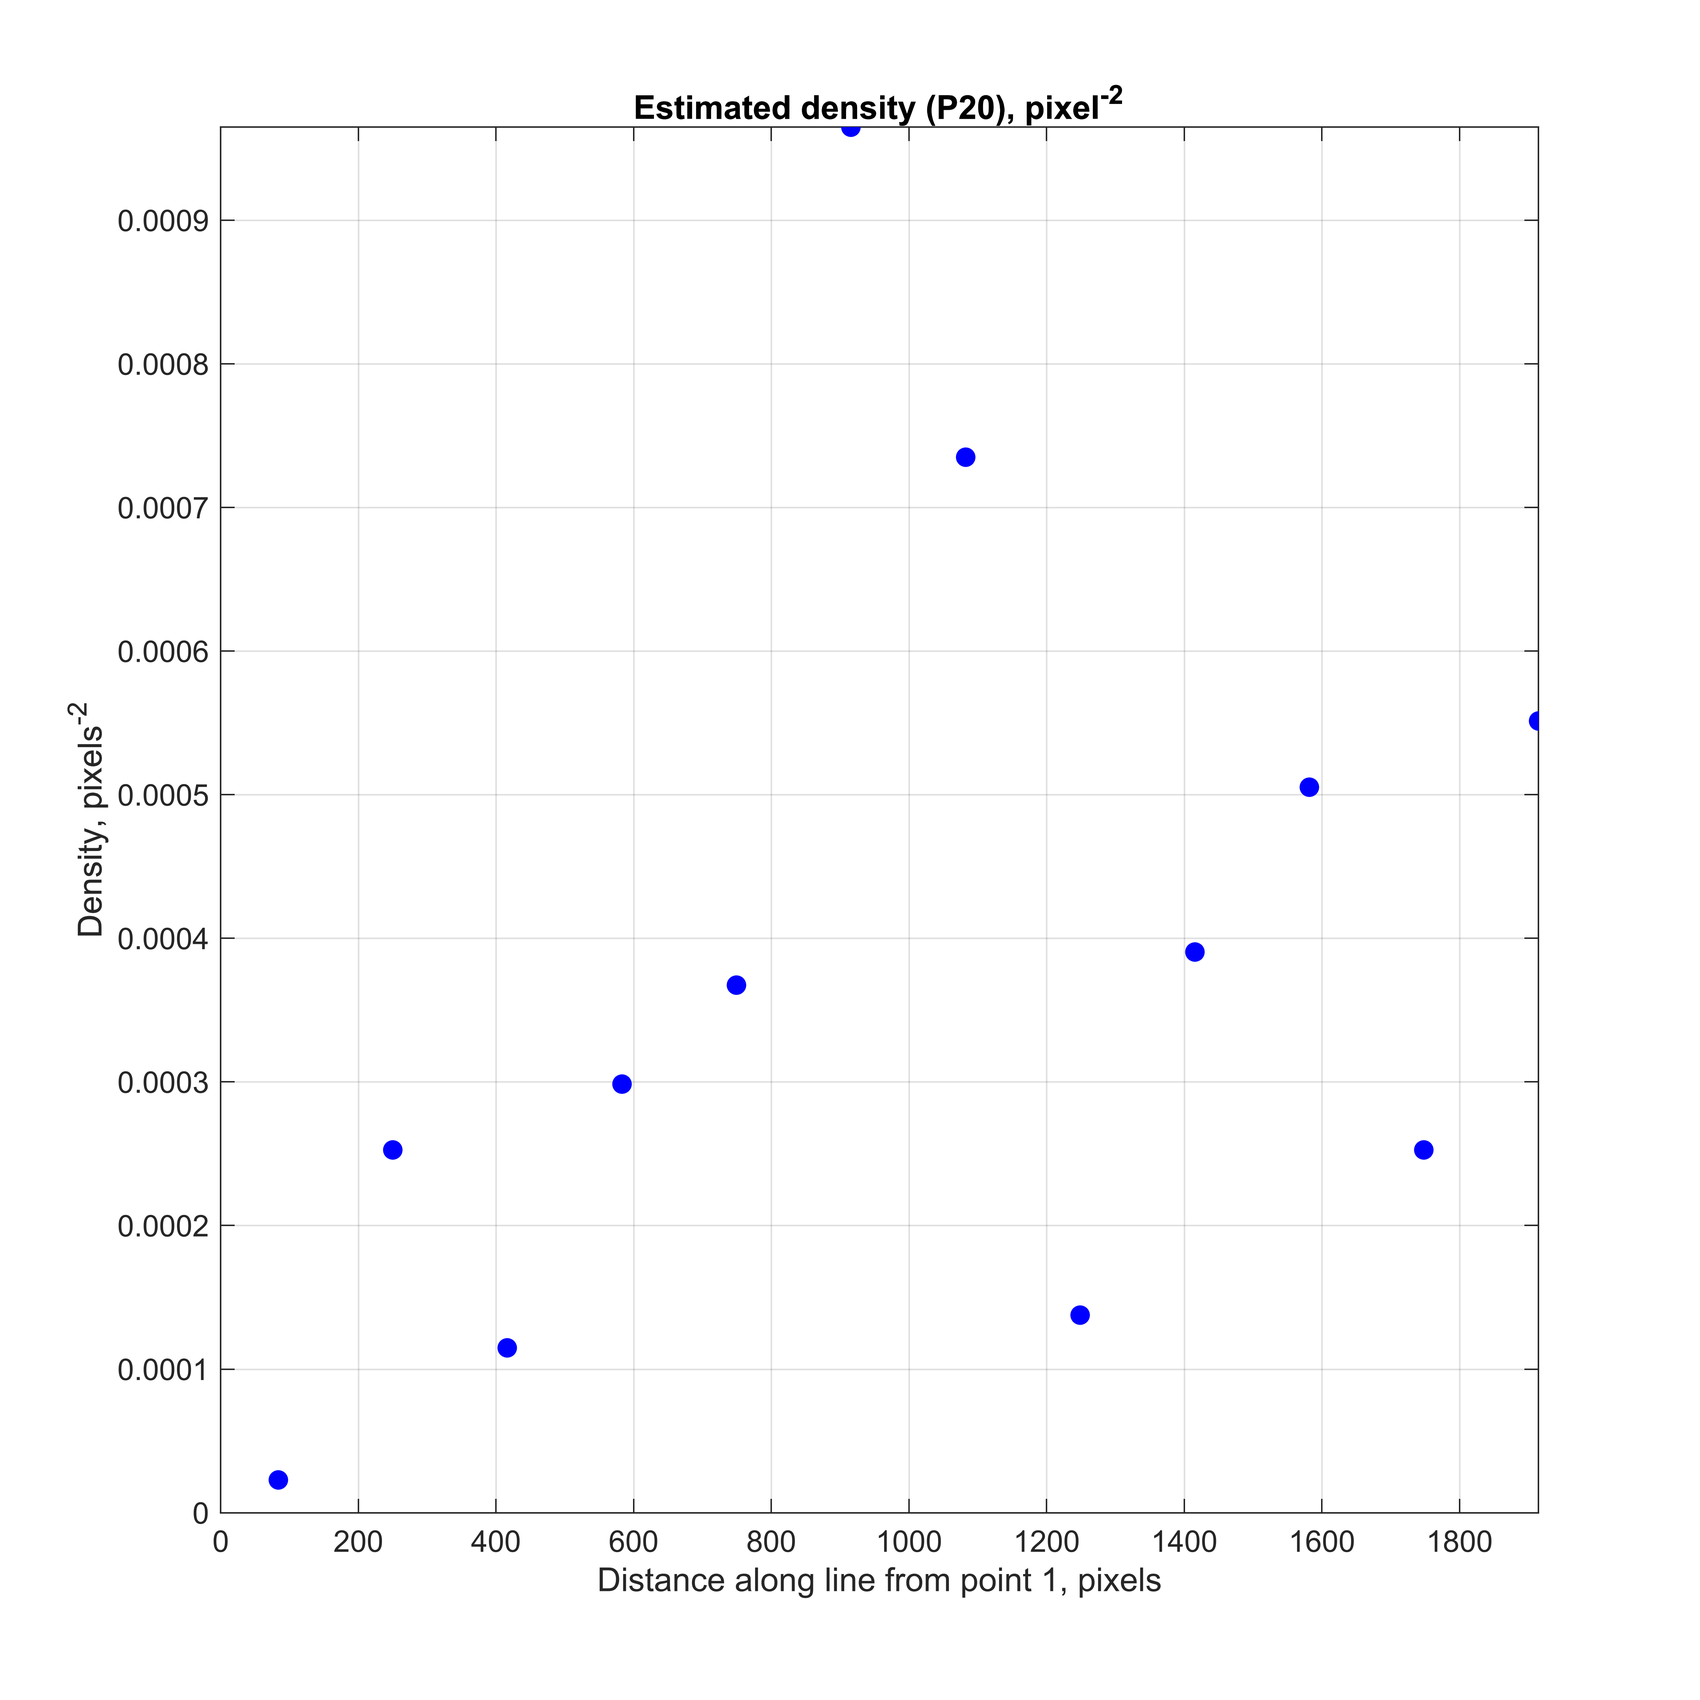 Estimated density (P20), pixel⁻²
0.0009
0.0008
0.0007
0.0006
0.0005
0.0004
0.0003
0.0002
0.0001
0
Density, pixels⁻²
0 200 400 600 800 1000 1200 1400 1600 1800
Distance along line from point 1, pixels